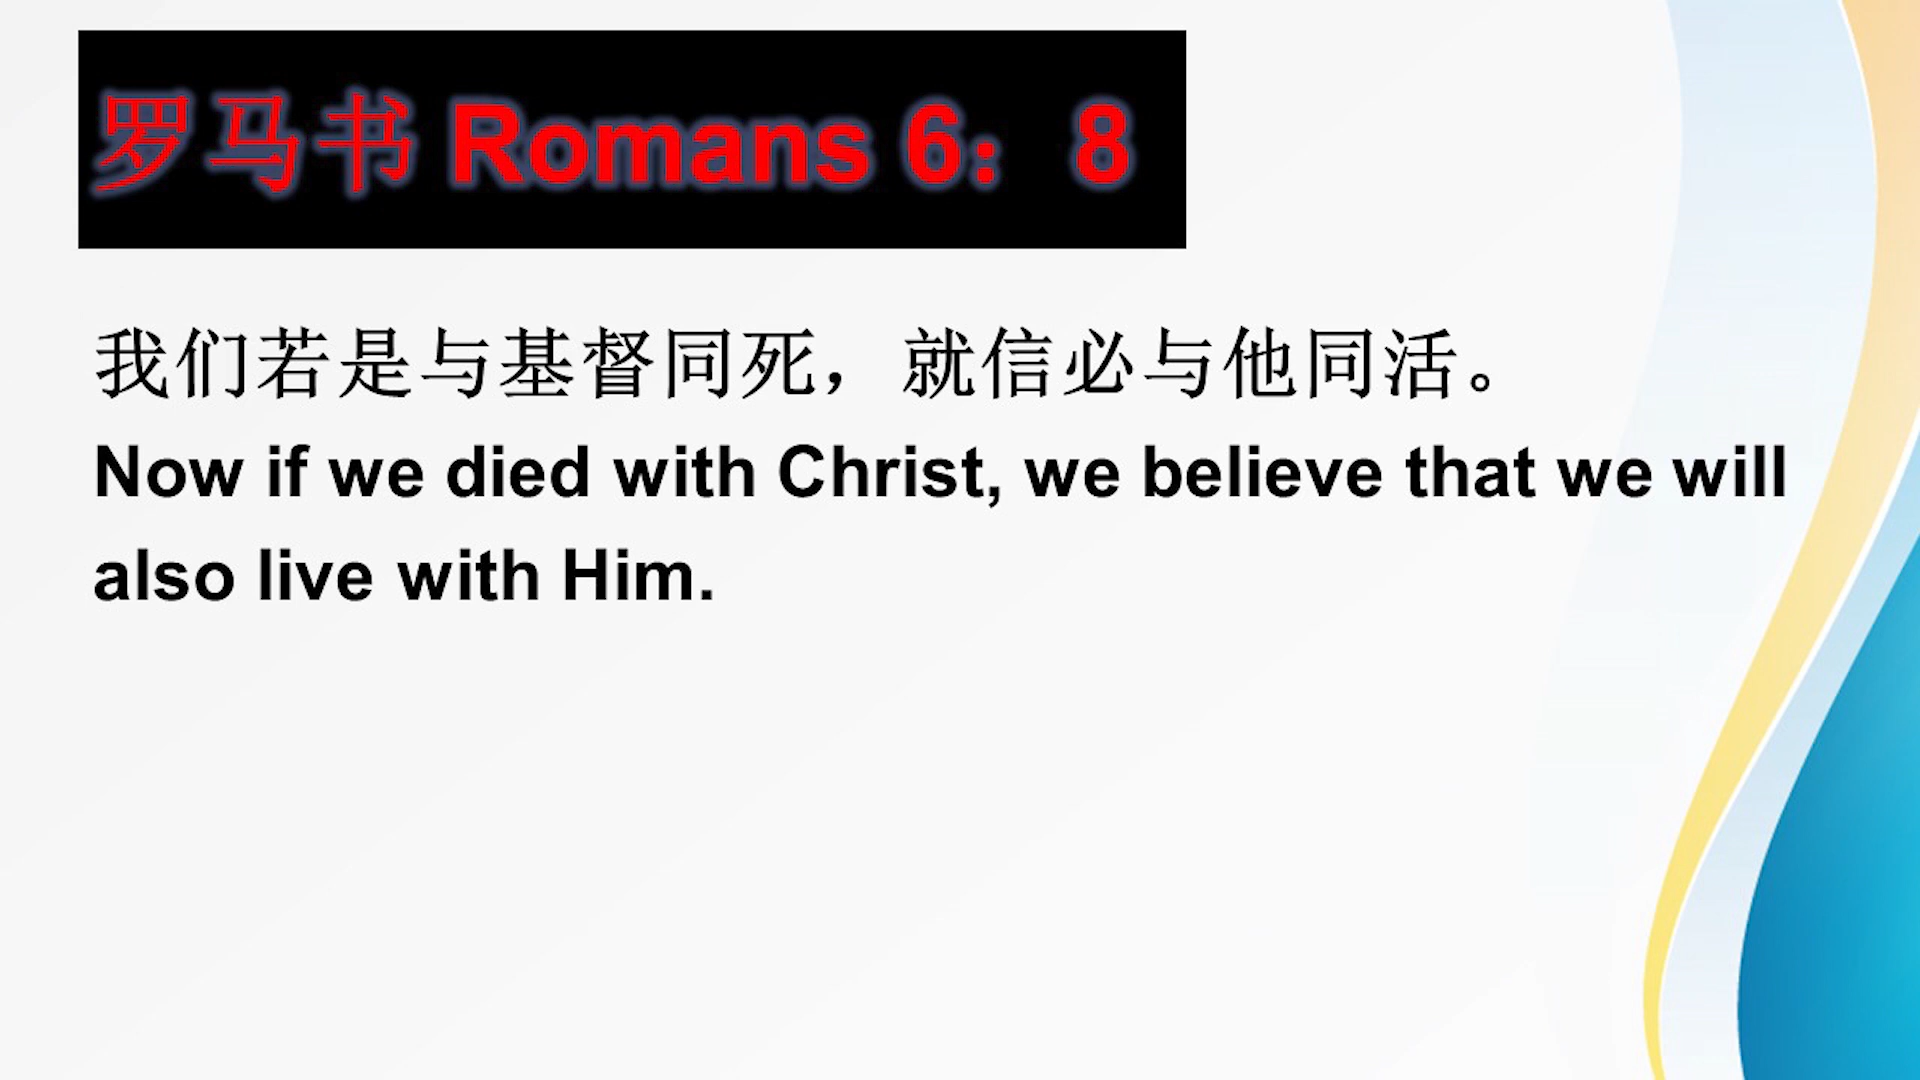 罗马书 Romans 6：8
我们若是与基督同死，就信必与他同活。
Now if we died with Christ, we believe that we will
also live with Him.